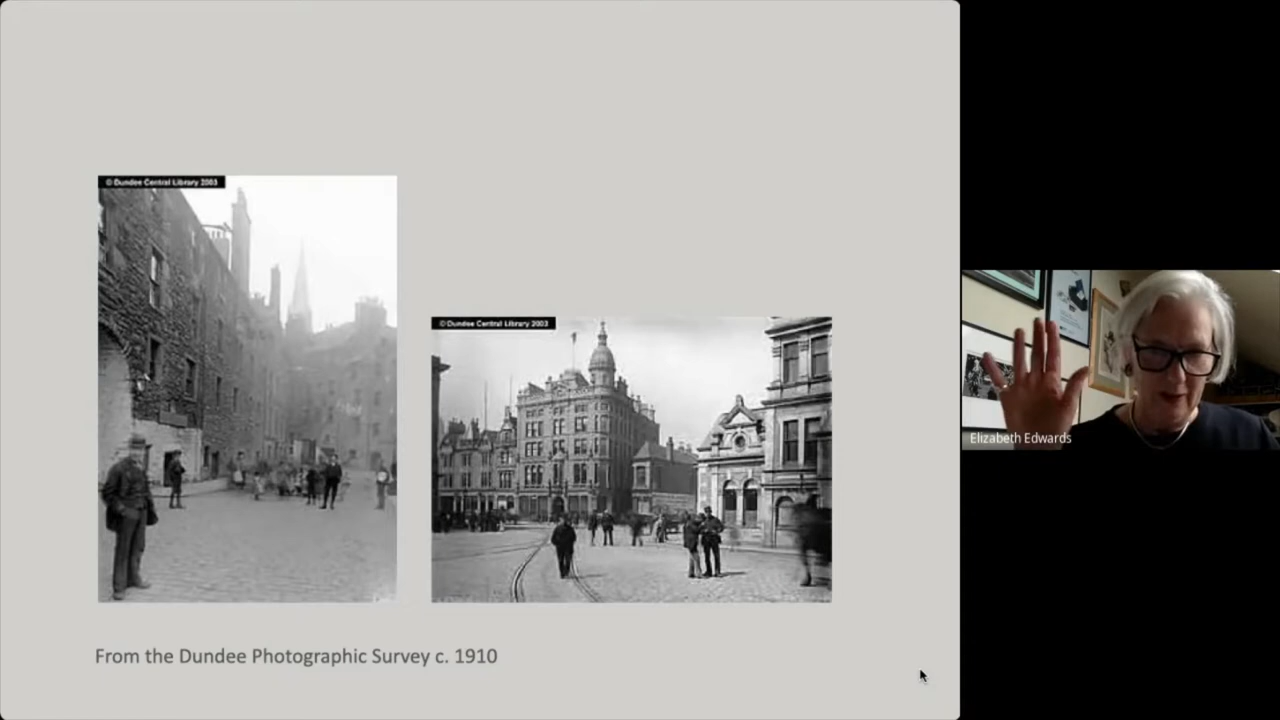 © Dundee Central Library 2003
© Dundee Central Library 2003
From the Dundee Photographic Survey c. 1910
Elizabeth Edwards